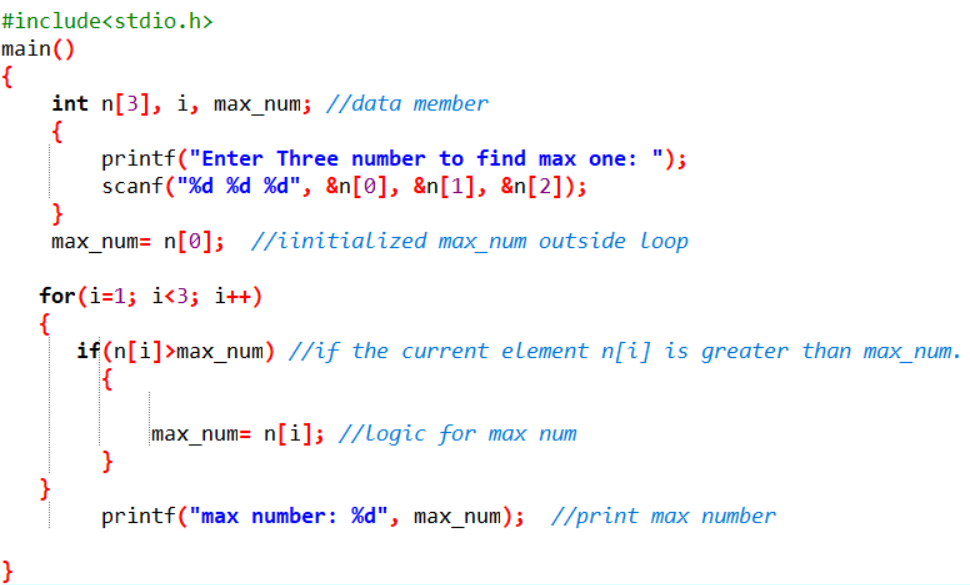 #include<stdio.h>
main()
{
int n[3], i, max_num; //data member
{
printf("Enter Three number to find max one: ");
scanf("%d %d %d", &n[0], &n[1], &n[2]);
}
max_num= n[0];  //iinitialized max_num outside loop
for(i=1; i<3; i++)
{
if(n[i]>max_num) //if the current element n[i] is greater than max_num.
{
max_num= n[i]; //logic for max num
}
}
printf("max number: %d", max_num);  //print max number
}